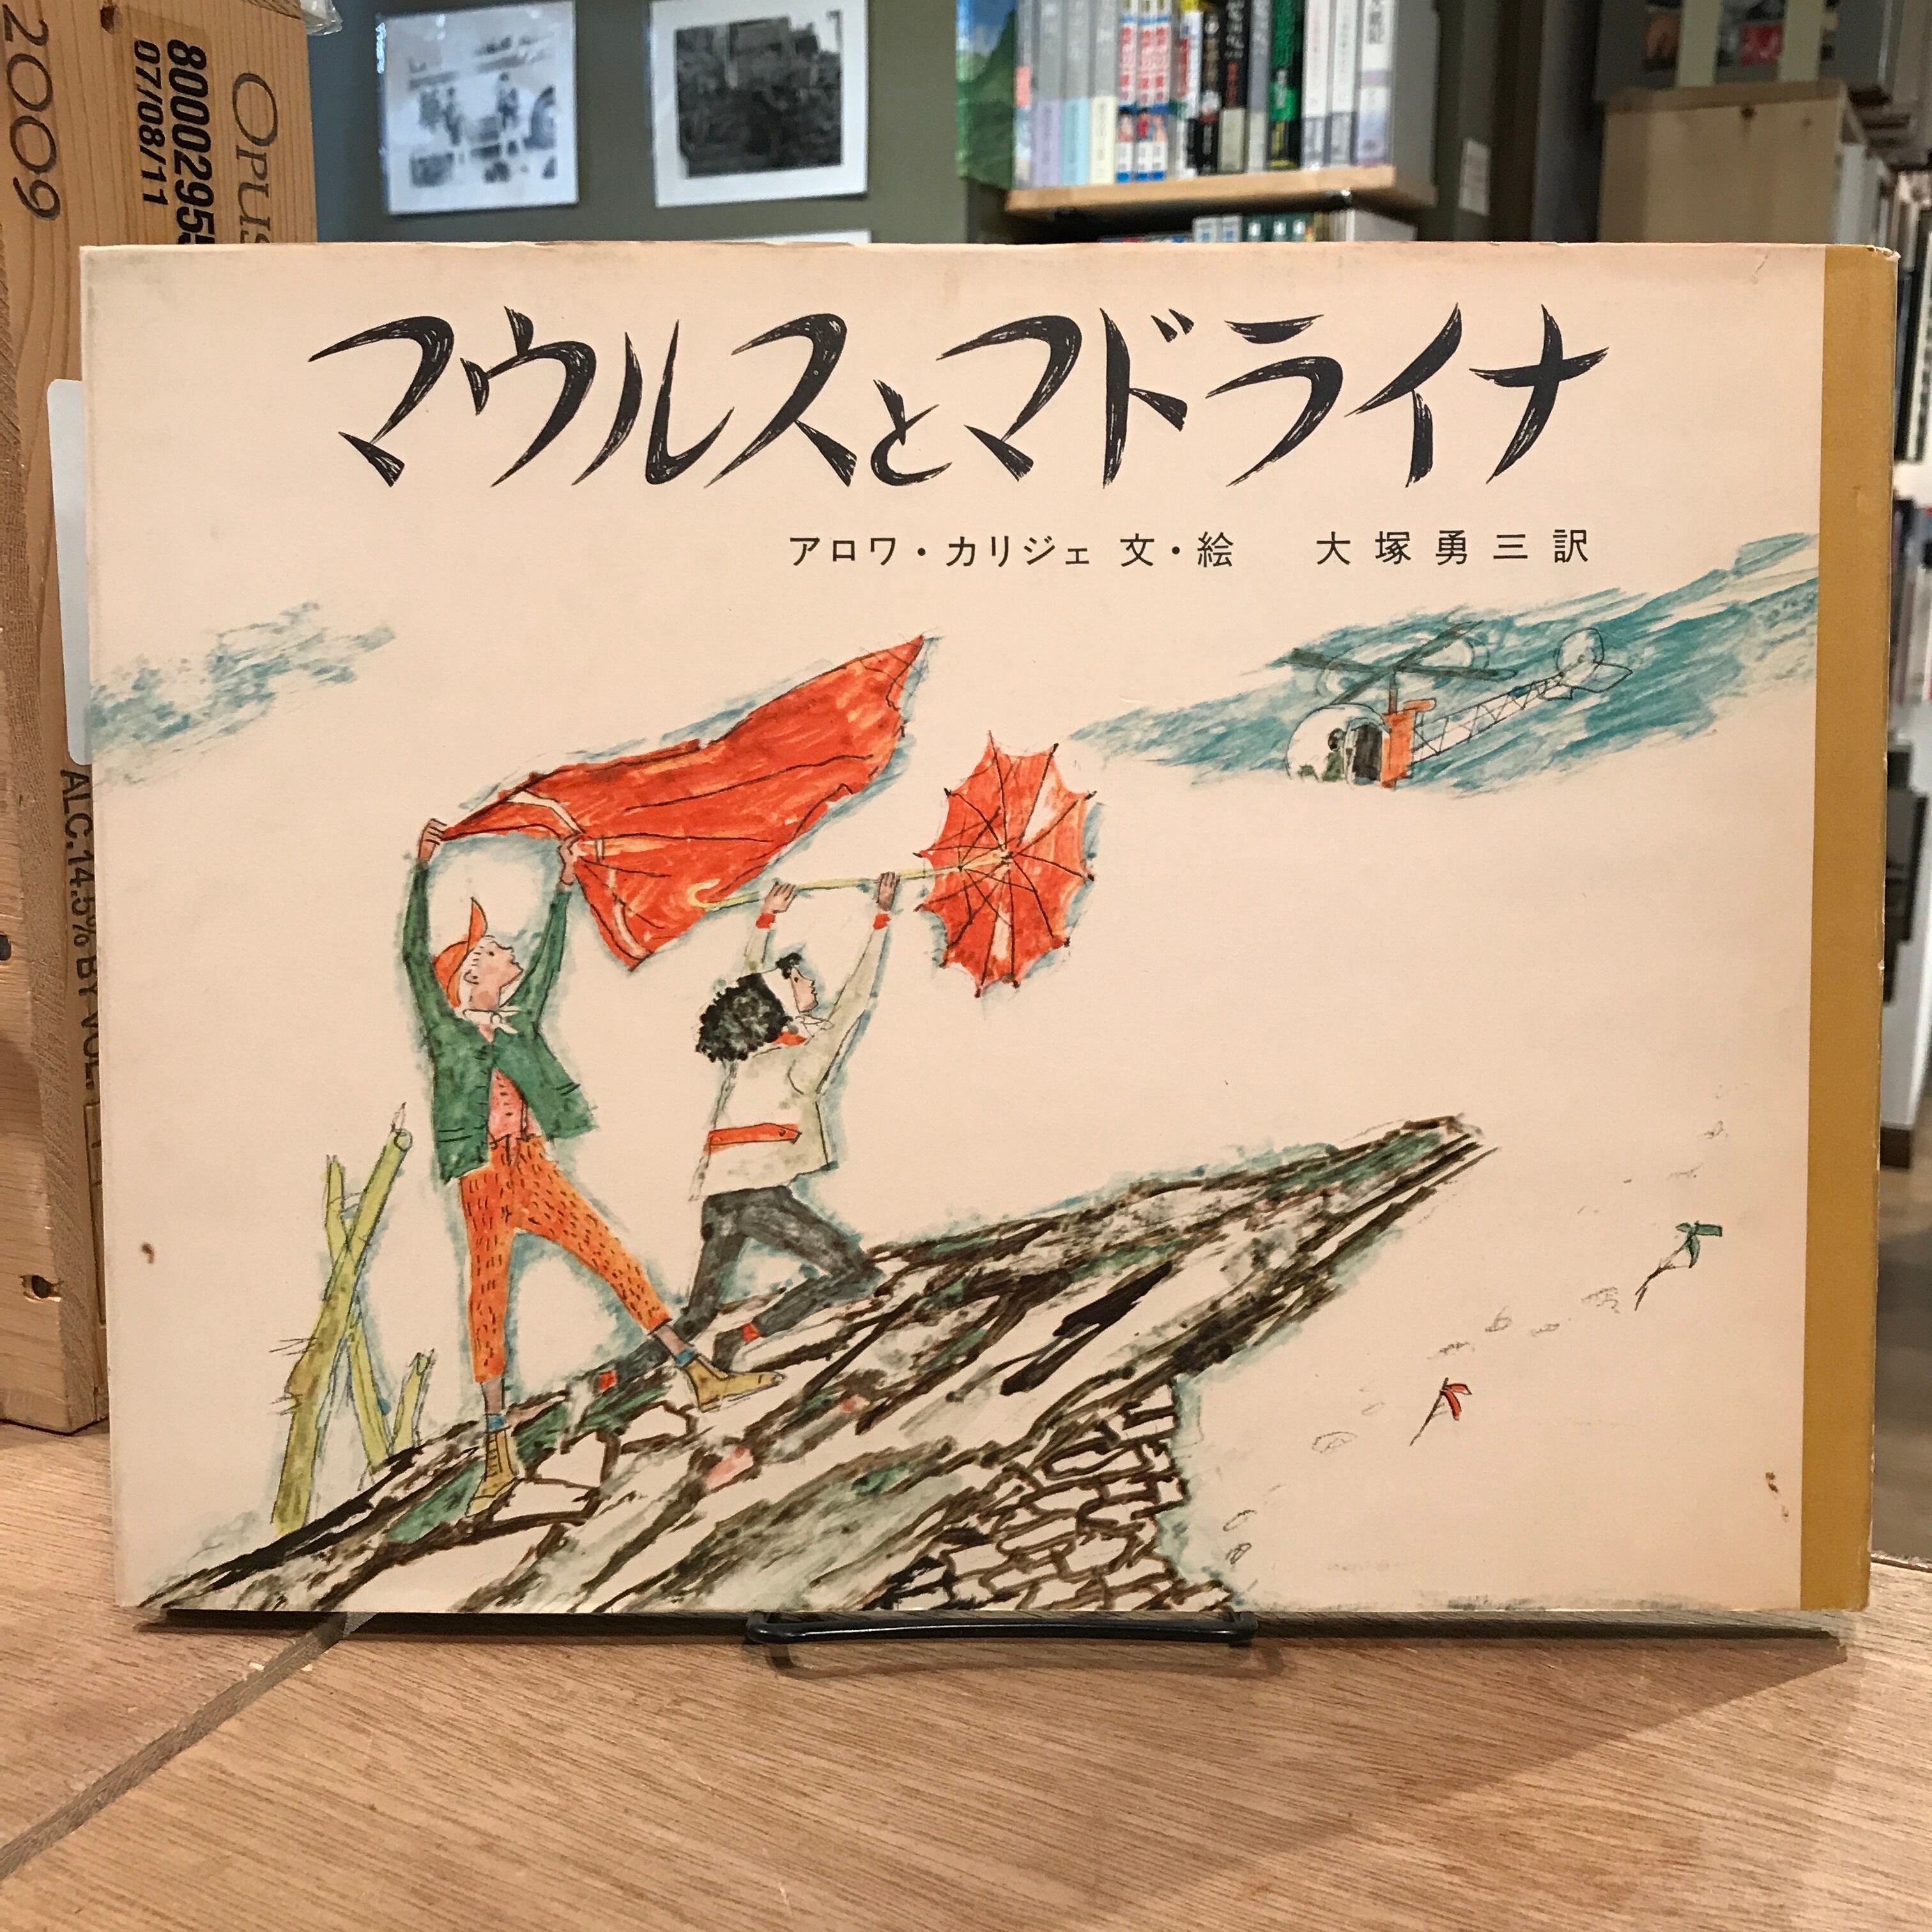 2009
OPUS
07/08/11
ALC.14.5% BY VOL.
マウルスとマドライナ
アロワ・カリジェ 文・絵　大塚勇三 訳